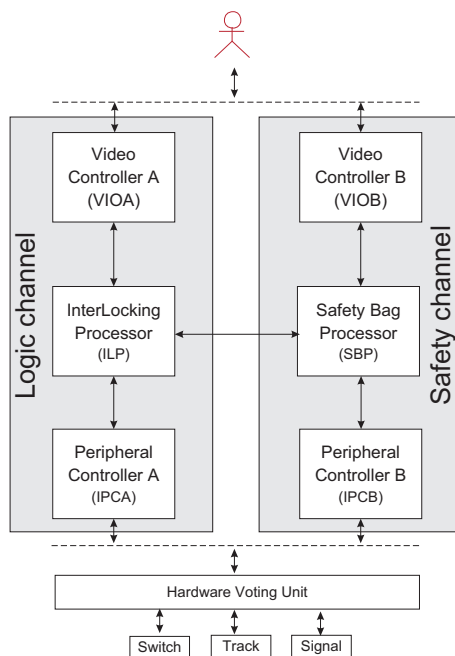 Video
Controller A
(VIOA)
Video
Controller B
(VIOB)
Logic channel
InterLocking
Processor
(ILP)
Safety Bag
Processor
(SBP)
Safety channel
Peripheral
Controller A
(IPCA)
Peripheral
Controller B
(IPCB)
Hardware Voting Unit
Switch
Track
Signal